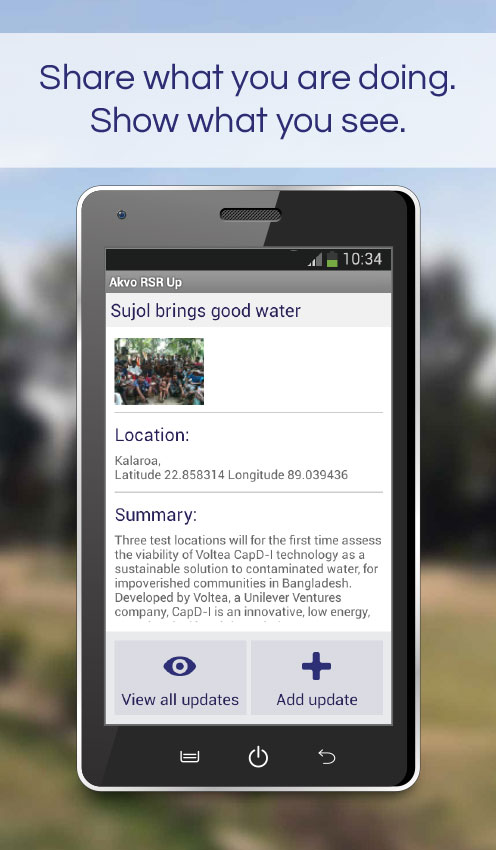 Share what you are doing.
Show what you see.
10:34
Akvo RSR Up
Sujol brings good water
Location:
Kalaroa,
Latitude 22.858314 Longitude 89.039436
Summary:
Three test locations will for the first time assess
the viability of Voltea CapD-I technology as a
sustainable solution to contaminated water, for
impoverished communities in Bangladesh.
Developed by Voltea, a Unilever Ventures
company, CapD-I is an innovative, low energy,
View all updates
Add update